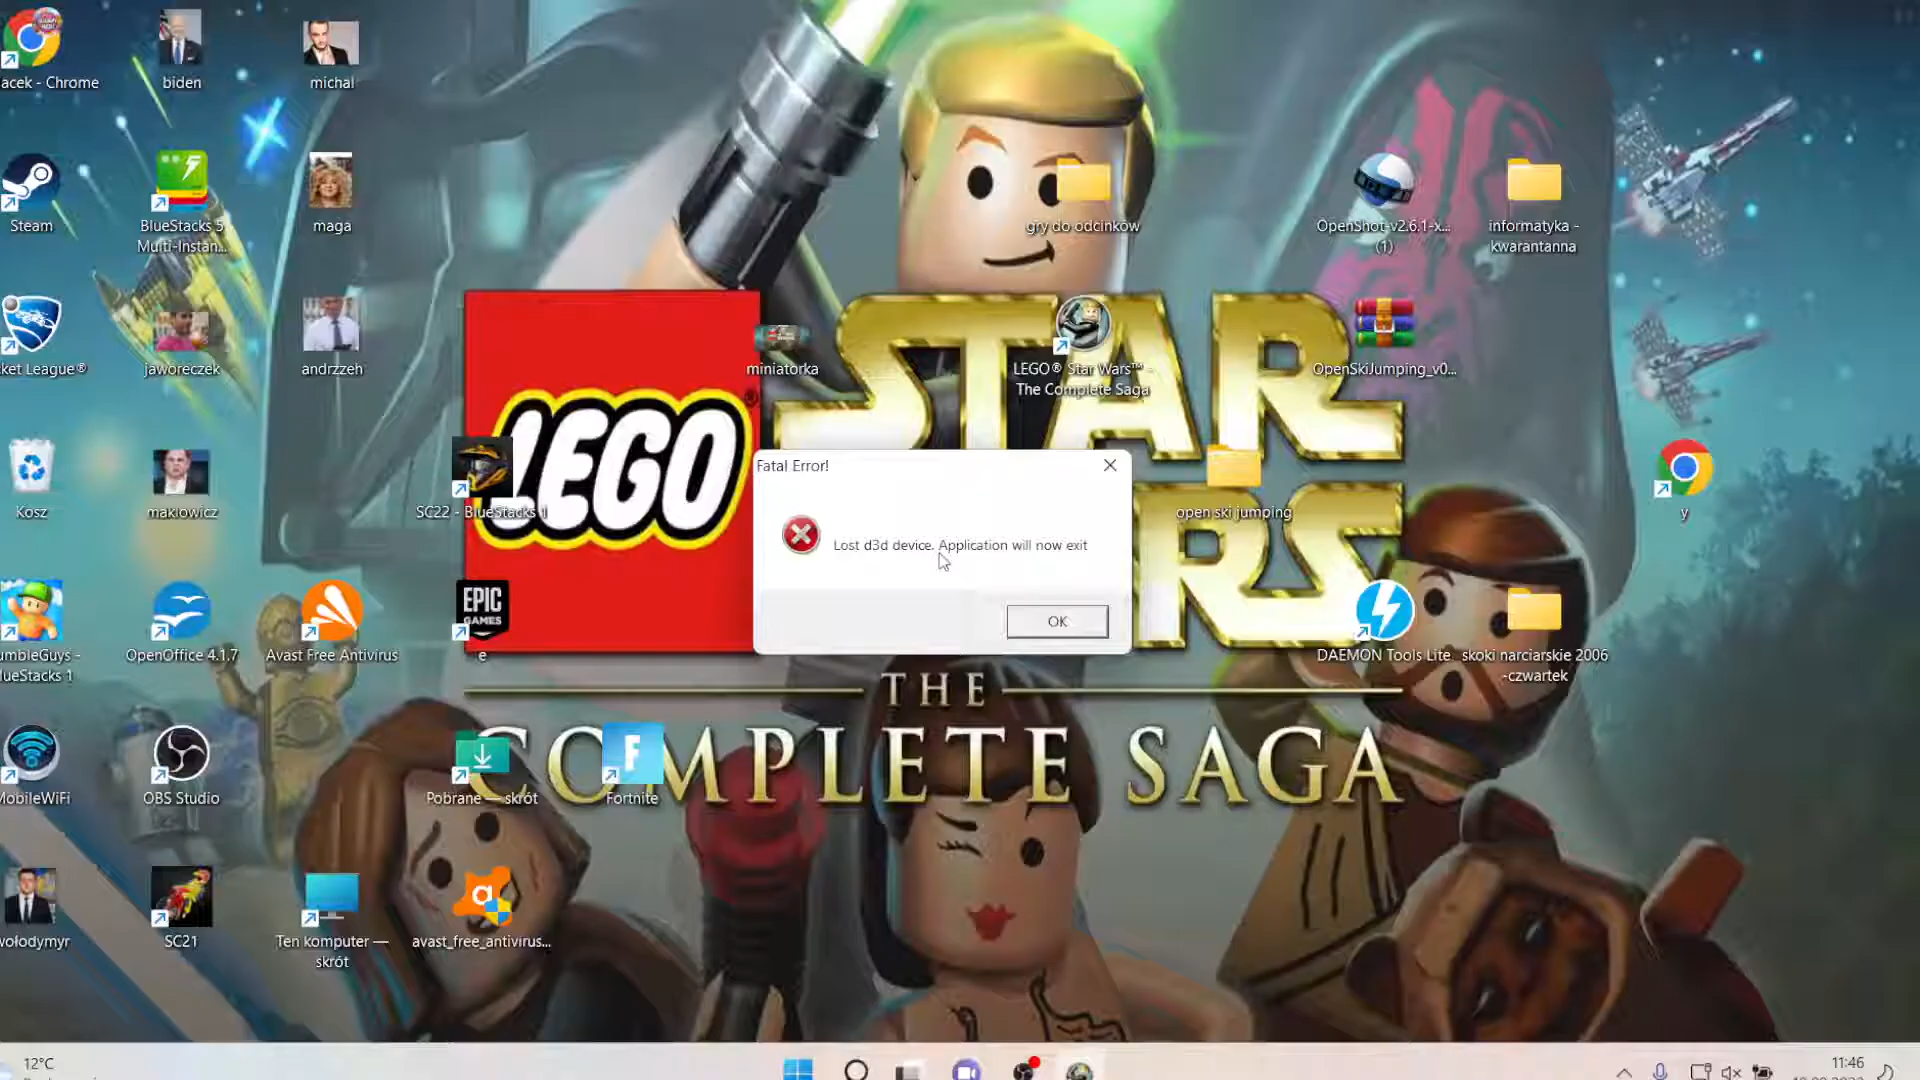 acek - Chrome
biden
michal
Steam
BlueStacks 5
Multi-Instan...
maga
gry do odcinków
OpenShot-v2.6.1-x...
(1)
informatyka -
kwarantanna
ket League®
jaworeczek
andrzzeh
miniatorka
LEGO® Star Wars™ -
The Complete Saga
OpenSkiJumping_v0...
STAR
WARS
LEGO
®
Kosz
maklowicz
SC22 - BlueStacks 1
Fatal Error!
Lost d3d device. Application will now exit
OK
open ski jumping
y
umbleGuys -
lueStacks 1
OpenOffice 4.1.7
Avast Free Antivirus
EPIC
GAMES
e
DAEMON Tools Lite
skoki narciarskie 2006
-czwartek
THE
COMPLETE SAGA
MobileWiFi
OBS Studio
Pobrane — skrót
Fortnite
wołodymyr
SC21
Ten komputer —
skrót
avast_free_antivirus...
12°C
11:46